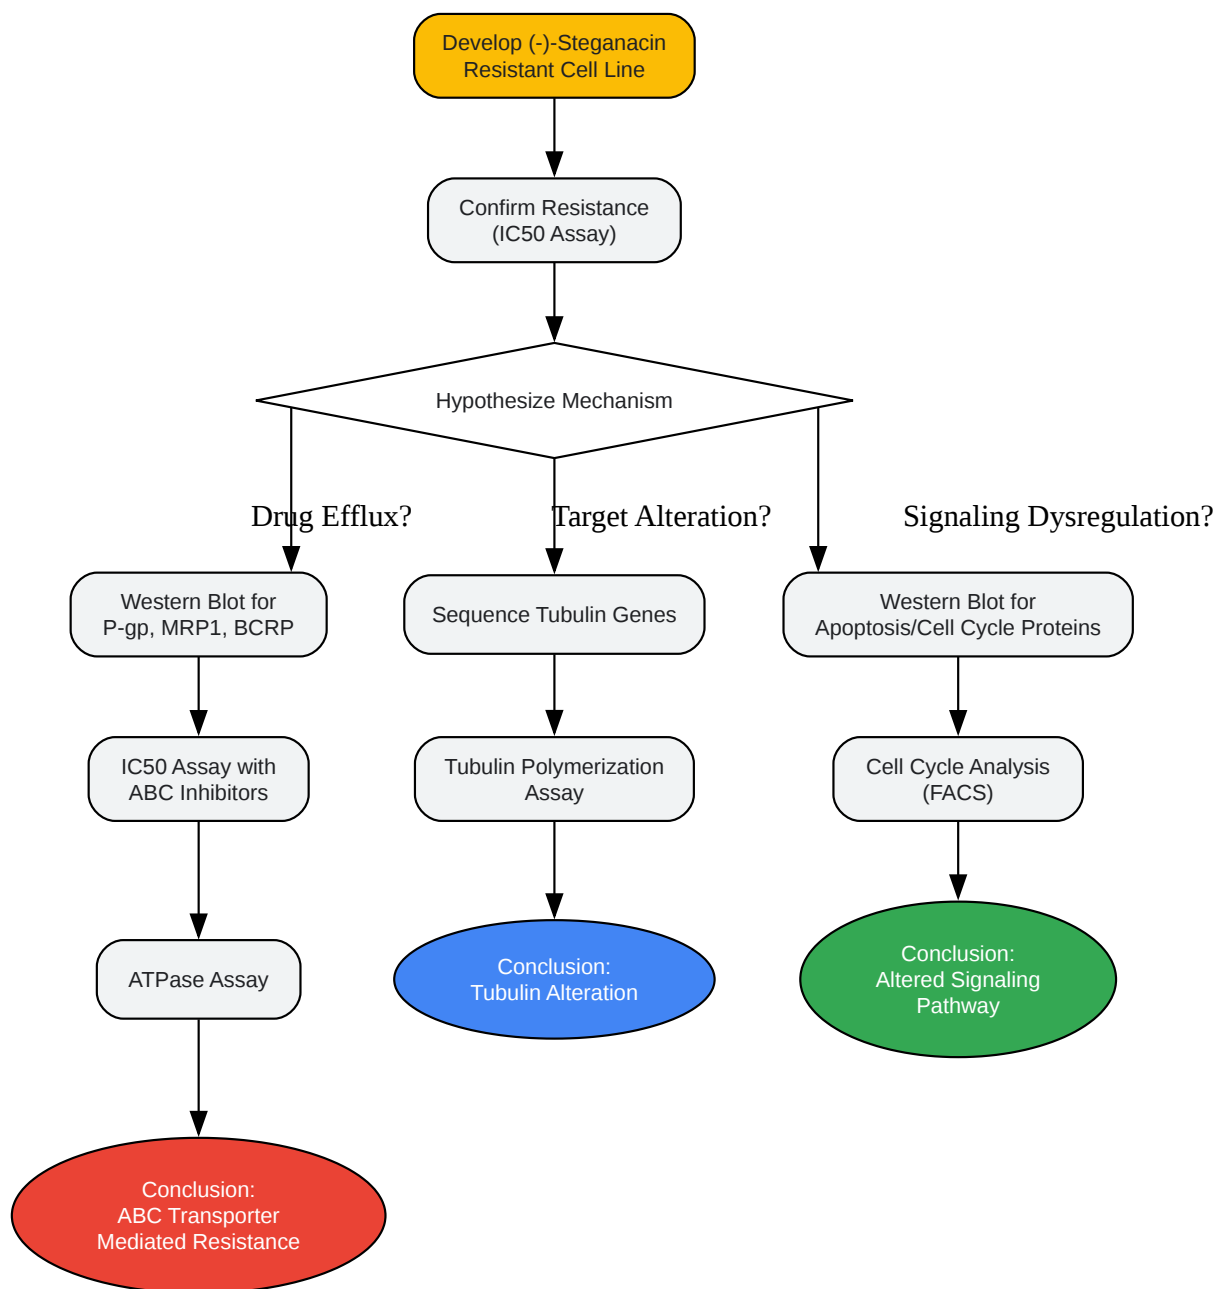 Develop (-)-Steganacin
Resistant Cell Line
Confirm Resistance
(IC50 Assay)
Hypothesize Mechanism
Drug Efflux?
Target Alteration?
Signaling Dysregulation?
Western Blot for
P-gp, MRP1, BCRP
Sequence Tubulin Genes
Western Blot for
Apoptosis/Cell Cycle Proteins
IC50 Assay with
ABC Inhibitors
Tubulin Polymerization
Assay
Cell Cycle Analysis
(FACS)
ATPase Assay
Conclusion:
Tubulin Alteration
Conclusion:
Altered Signaling
Pathway
Conclusion:
ABC Transporter
Mediated Resistance